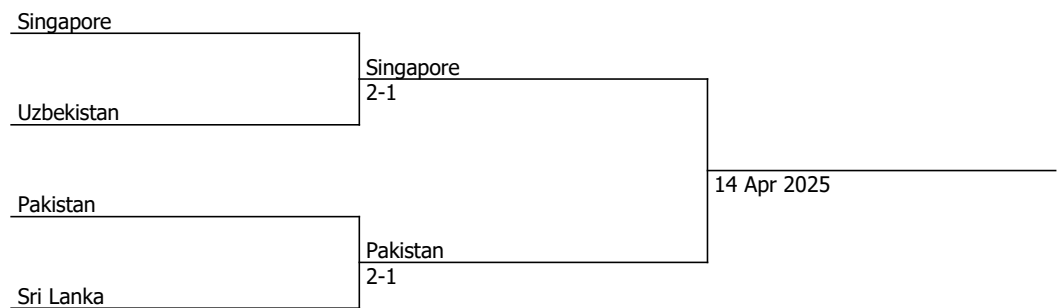 Singapore
Singapore
2-1
Uzbekistan
14 Apr 2025
Pakistan
Pakistan
2-1
Sri Lanka